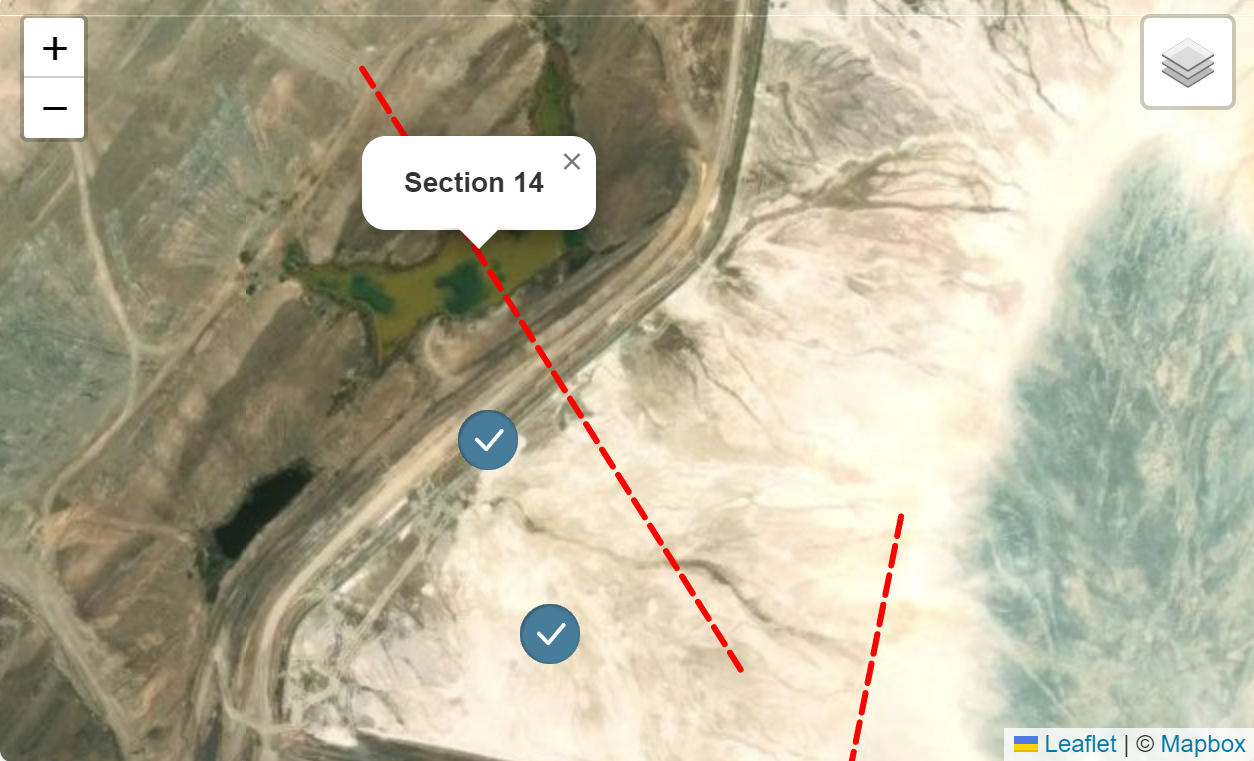 +
−
Section 14 ×
Leaflet | © Mapbox